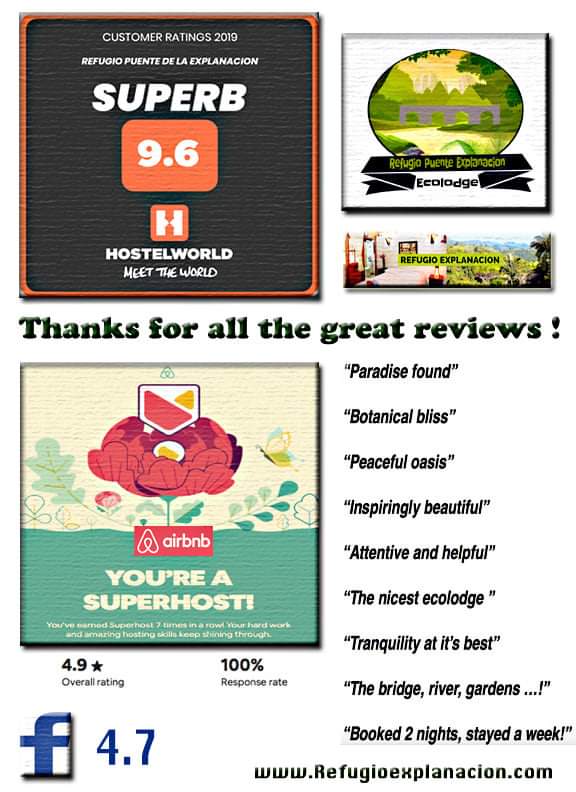 CUSTOMER RATINGS 2019
REFUGIO PUENTE DE LA EXPLANACION
SUPERB
9.6
H
HOSTELWORLD
MEET THE WORLD
Refugio Puente Explanacion
Ecolodge
REFUGIO EXPLANACION
Thanks for all the great reviews !
airbnb
YOU'RE A
SUPERHOST!
You've earned Superhost 7 times in a row! Your hard work
and amazing hosting skills keep shining through.
4.9 ★
Overall rating
100%
Response rate
f
4.7
“Paradise found”
“Botanical bliss”
“Peaceful oasis”
“Inspiringly beautiful”
“Attentive and helpful”
“The nicest ecolodge ”
“Tranquility at it’s best”
“The bridge, river, gardens ...!”
“Booked 2 nights, stayed a week!”
www.Refugioexplanacion.com